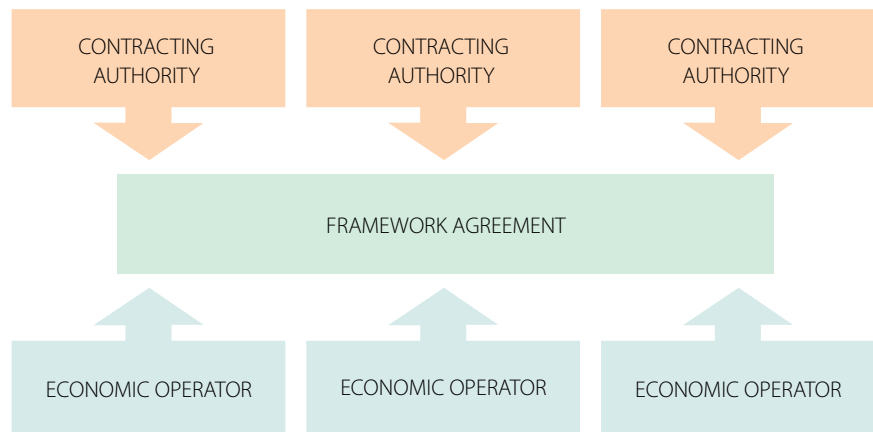 CONTRACTING
AUTHORITY
CONTRACTING
AUTHORITY
CONTRACTING
AUTHORITY
FRAMEWORK AGREEMENT
ECONOMIC OPERATOR
ECONOMIC OPERATOR
ECONOMIC OPERATOR